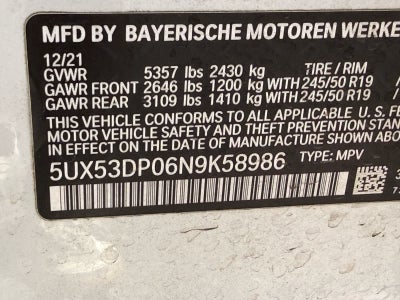 MFD BY BAYERISCHE MOTOREN WERKE
12/21
GVWR 5357 lbs 2430 kg TIRE / RIM
GAWR FRONT 2646 lbs 1200 kg WITH 245/50 R19
GAWR REAR 3109 lbs 1410 kg WITH 245/50 R19
THIS VEHICLE CONFORMS TO ALL APPLICABLE U.S. FE
MOTOR VEHICLE SAFETY AND THEFT PREVENTION STAN
IN EFFECT ON THE DATE OF MANUFACTURE SHOWN ABOV
5UX53DP06N9K58986 TYPE: MPV